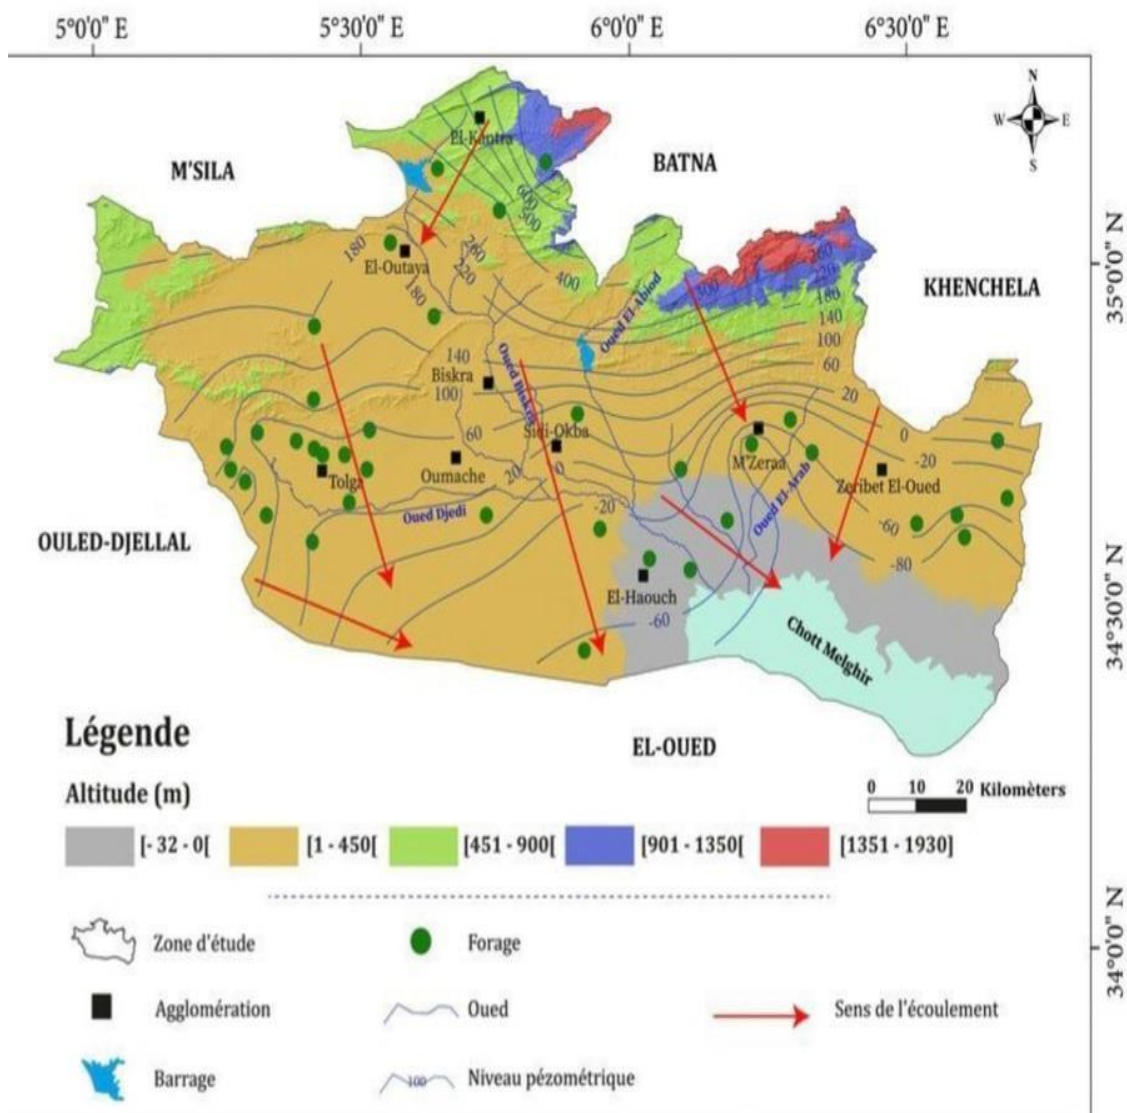 5°0'0" E 5°30'0" E 6°0'0" E 6°30'0" E
N
W E
S
El-Kantra
M'SILA
BATNA
600
500
180
260
El-Outaya
220
400
180
Oued El-Abiod
300
260
220
180
140
100
60
20
KHENCHELA
35°0'0" N
140
Biskra
100
Oued Biskra
60
Sidi-Okba
0
Oumache
20
0
-20
M'Zeraa
Tolga
Zeribet El-Oued
Oued El-Arab
Oued Djedi
-20
-60
OULED-DJELLAL
-80
El-Haouch
-60
34°30'0" N
Chott Melghir
EL-OUED
Légende
Altitude (m)
0 10 20 Kilomèters
[- 32 - 0[ [1 - 450[ [451 - 900[ [901 - 1350[ [1351 - 1930]
Zone d'étude
Forage
34°0'0" N
Agglomération
Oued
Sens de l'écoulement
Barrage
100
Niveau pézométrique